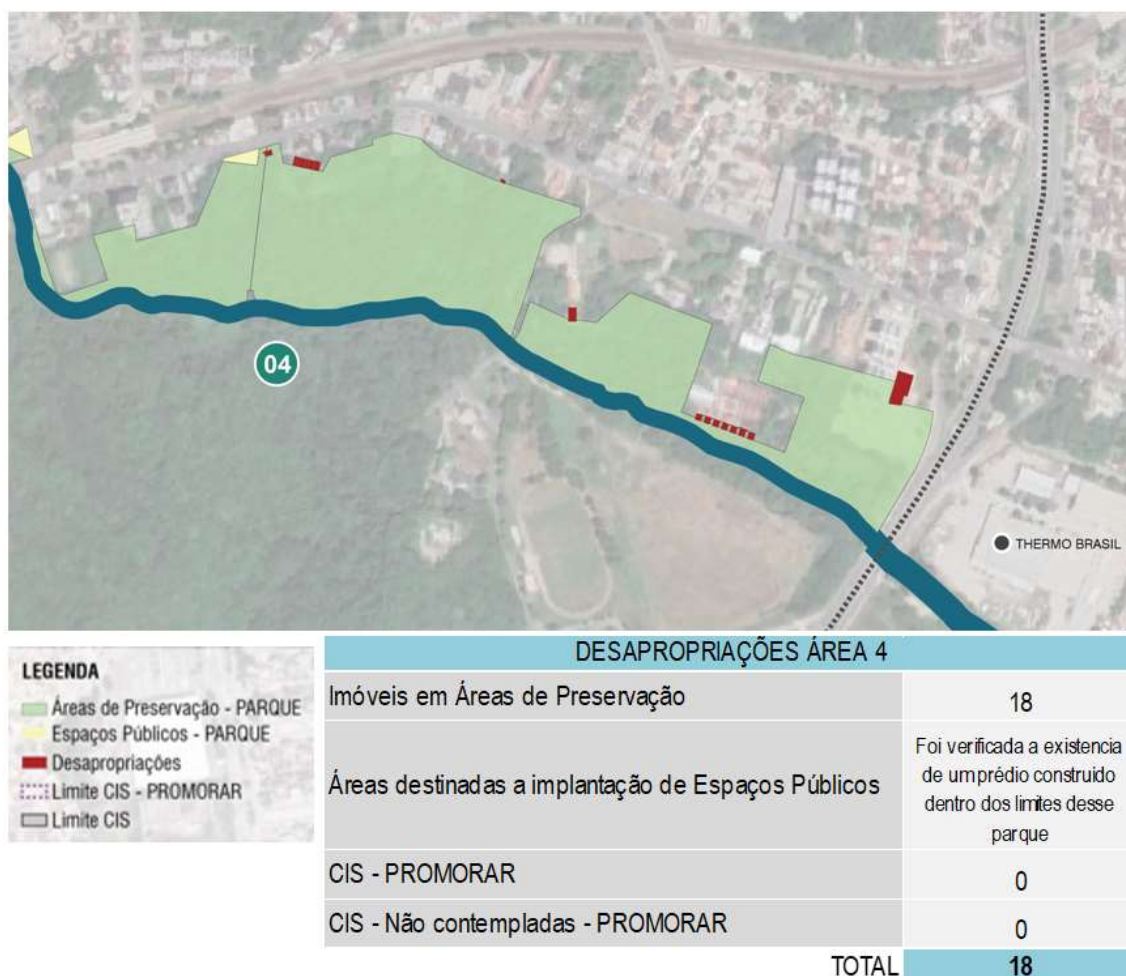 04
THERMO BRASIL
LEGENDA
Áreas de Preservação - PARQUE
Espaços Públicos - PARQUE
Desapropriações
Limite CIS - PROMORAR
Limite CIS
DESAPROPRIAÇÕES ÁREA 4
Imóveis em Áreas de Preservação 18
Áreas destinadas a implantação de Espaços Públicos
Foi verificada a existencia
de um prédio construido
dentro dos limites desse
parque
CIS - PROMORAR 0
CIS - Não contempladas - PROMORAR 0
TOTAL 18